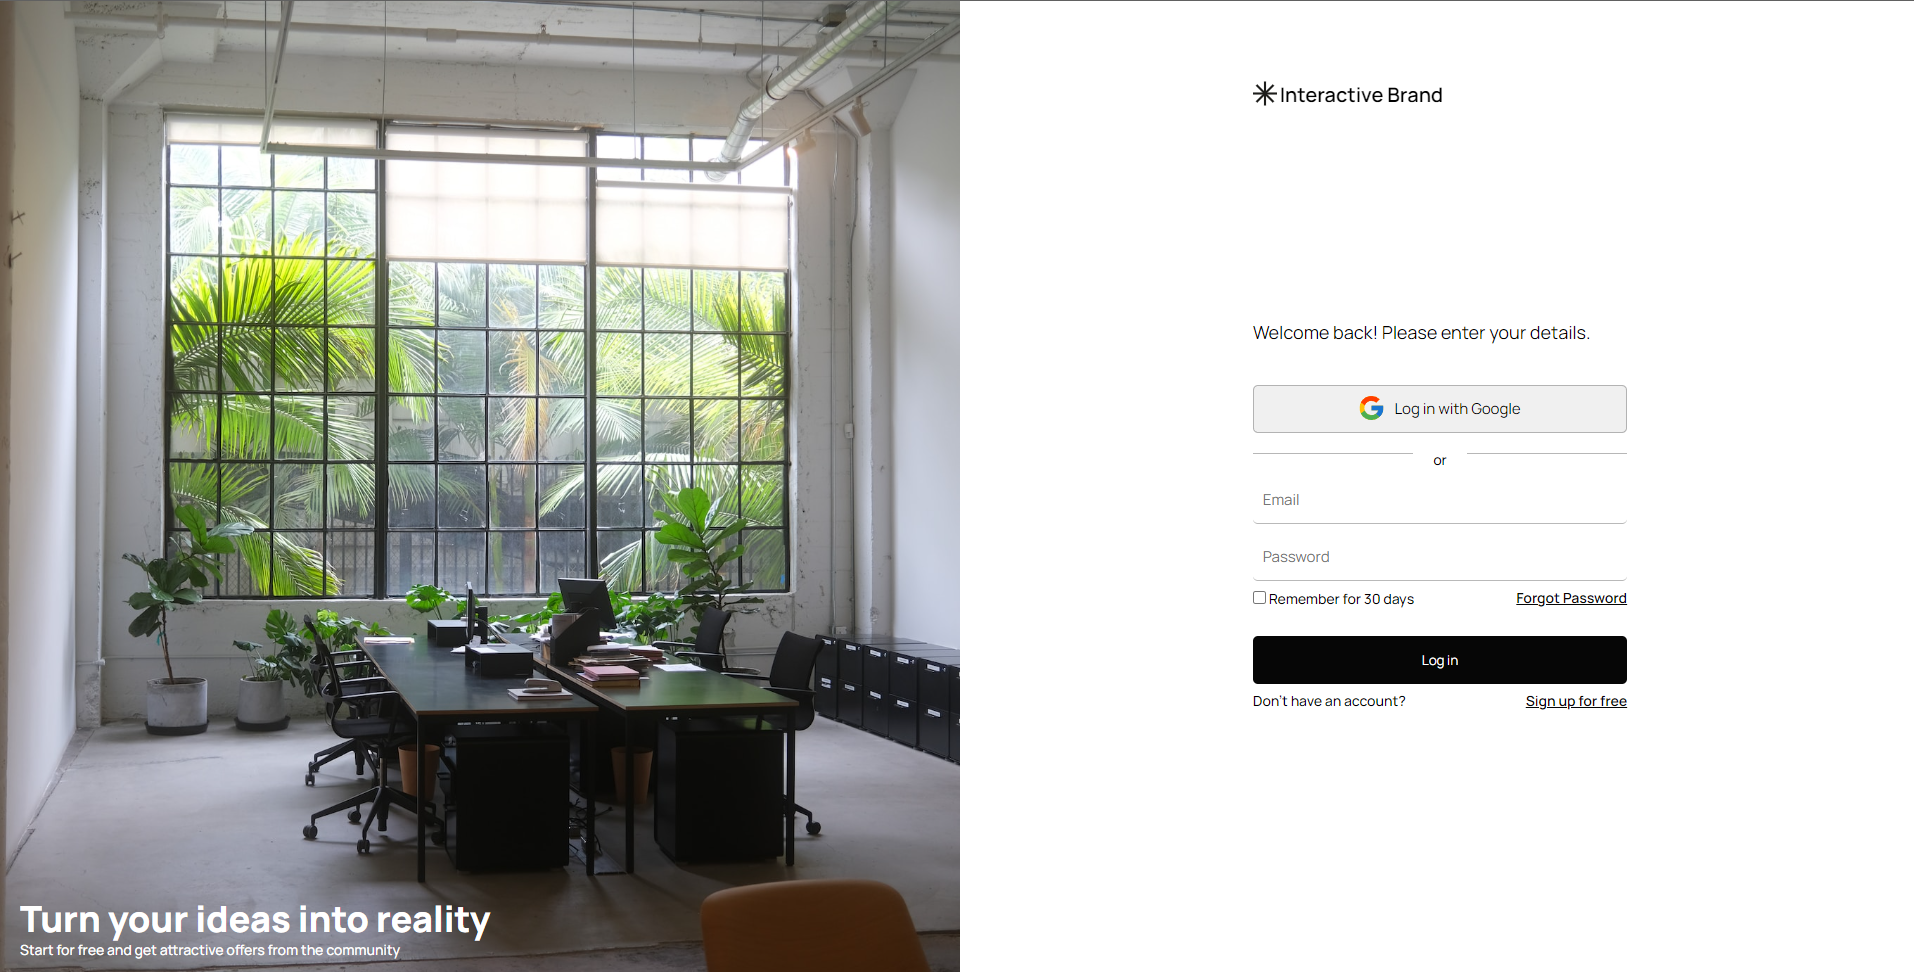 Interactive Brand
Welcome back! Please enter your details.
Log in with Google
or
Email
Password
Remember for 30 days
Forgot Password
Log in
Don't have an account?
Sign up for free
Turn your ideas into reality
Start for free and get attractive offers from the community